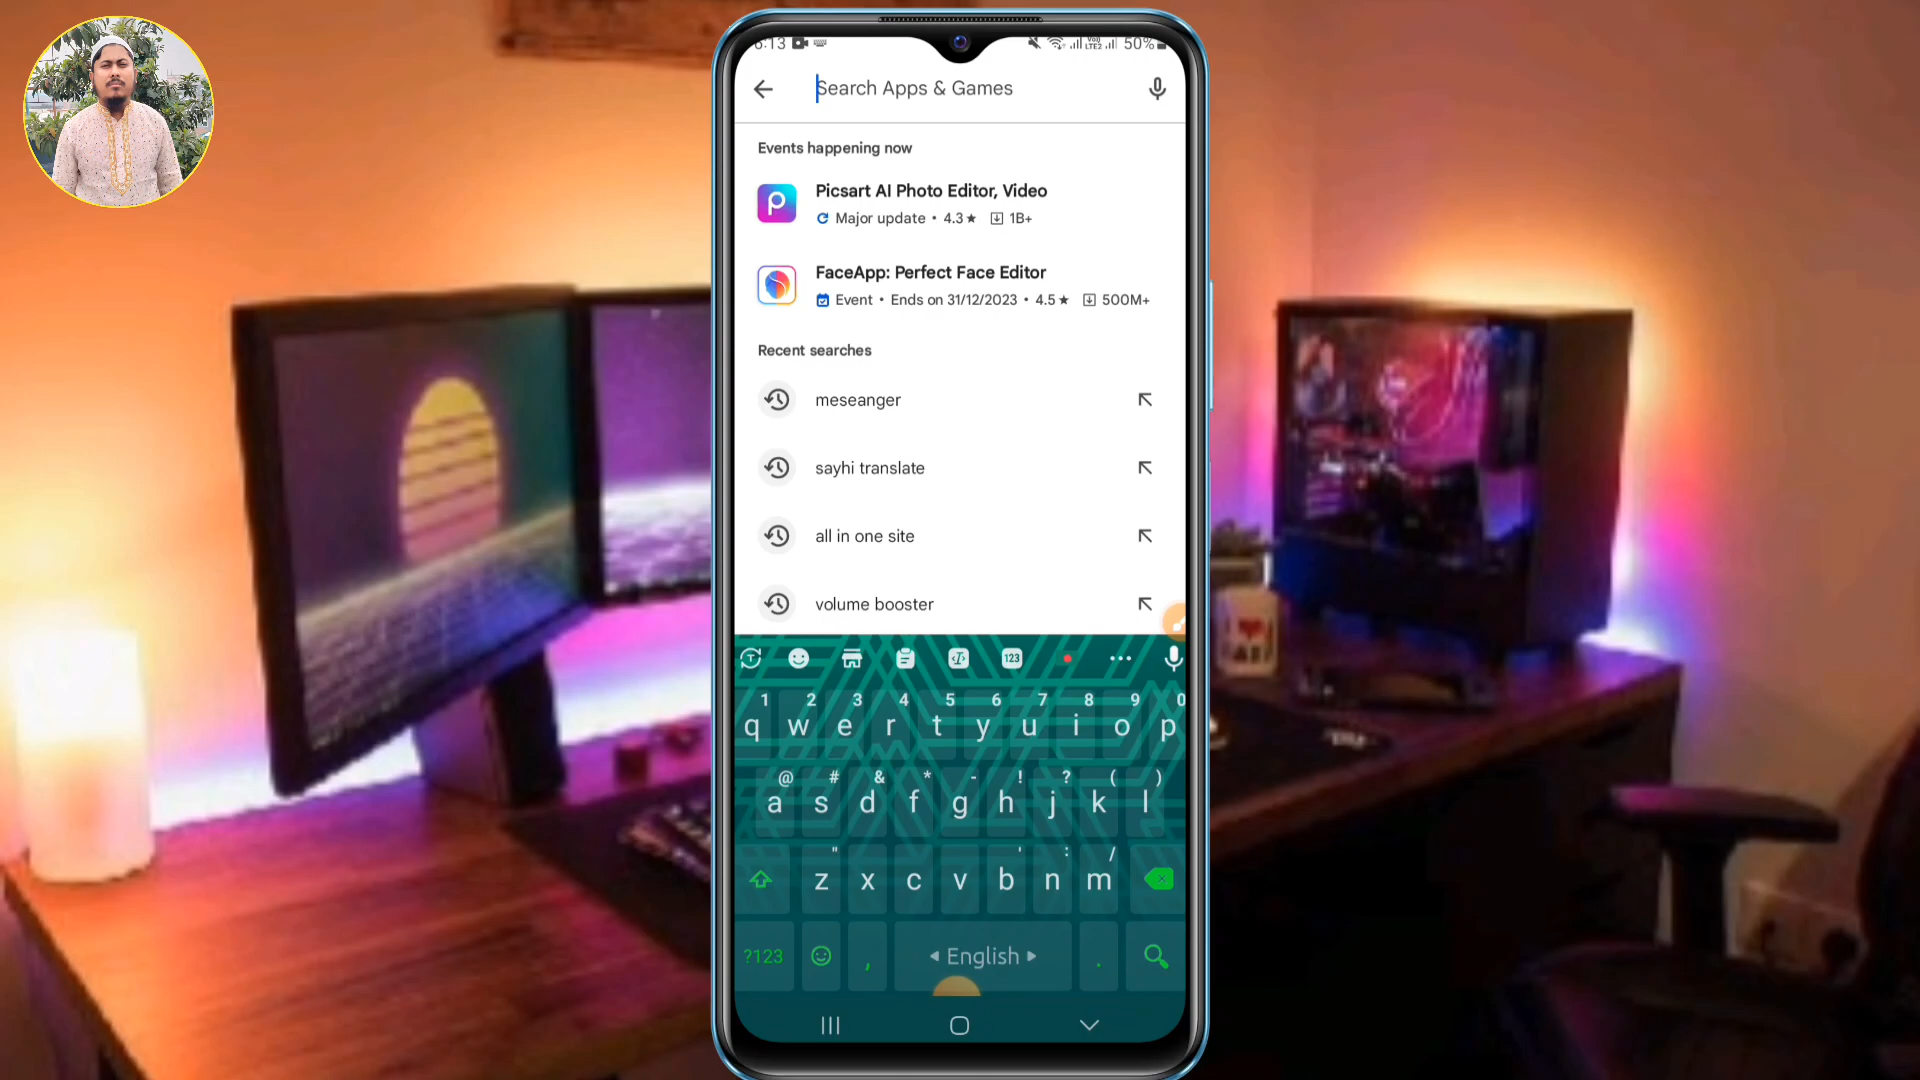 6:13 50%
Search Apps & Games
Events happening now
Picsart AI Photo Editor, Video
Major update • 4.3★ 1B+
FaceApp: Perfect Face Editor
Event • Ends on 31/12/2023 • 4.5★ 500M+
Recent searches
meseanger
sayhi translate
all in one site
volume booster
123
1 2 3 4 5 6 7 8 9 0
q w e r t y u i o p
@ # & * - ! ? ( )
a s d f g h j k l
" ' : /
z x c v b n m
?123 , English .